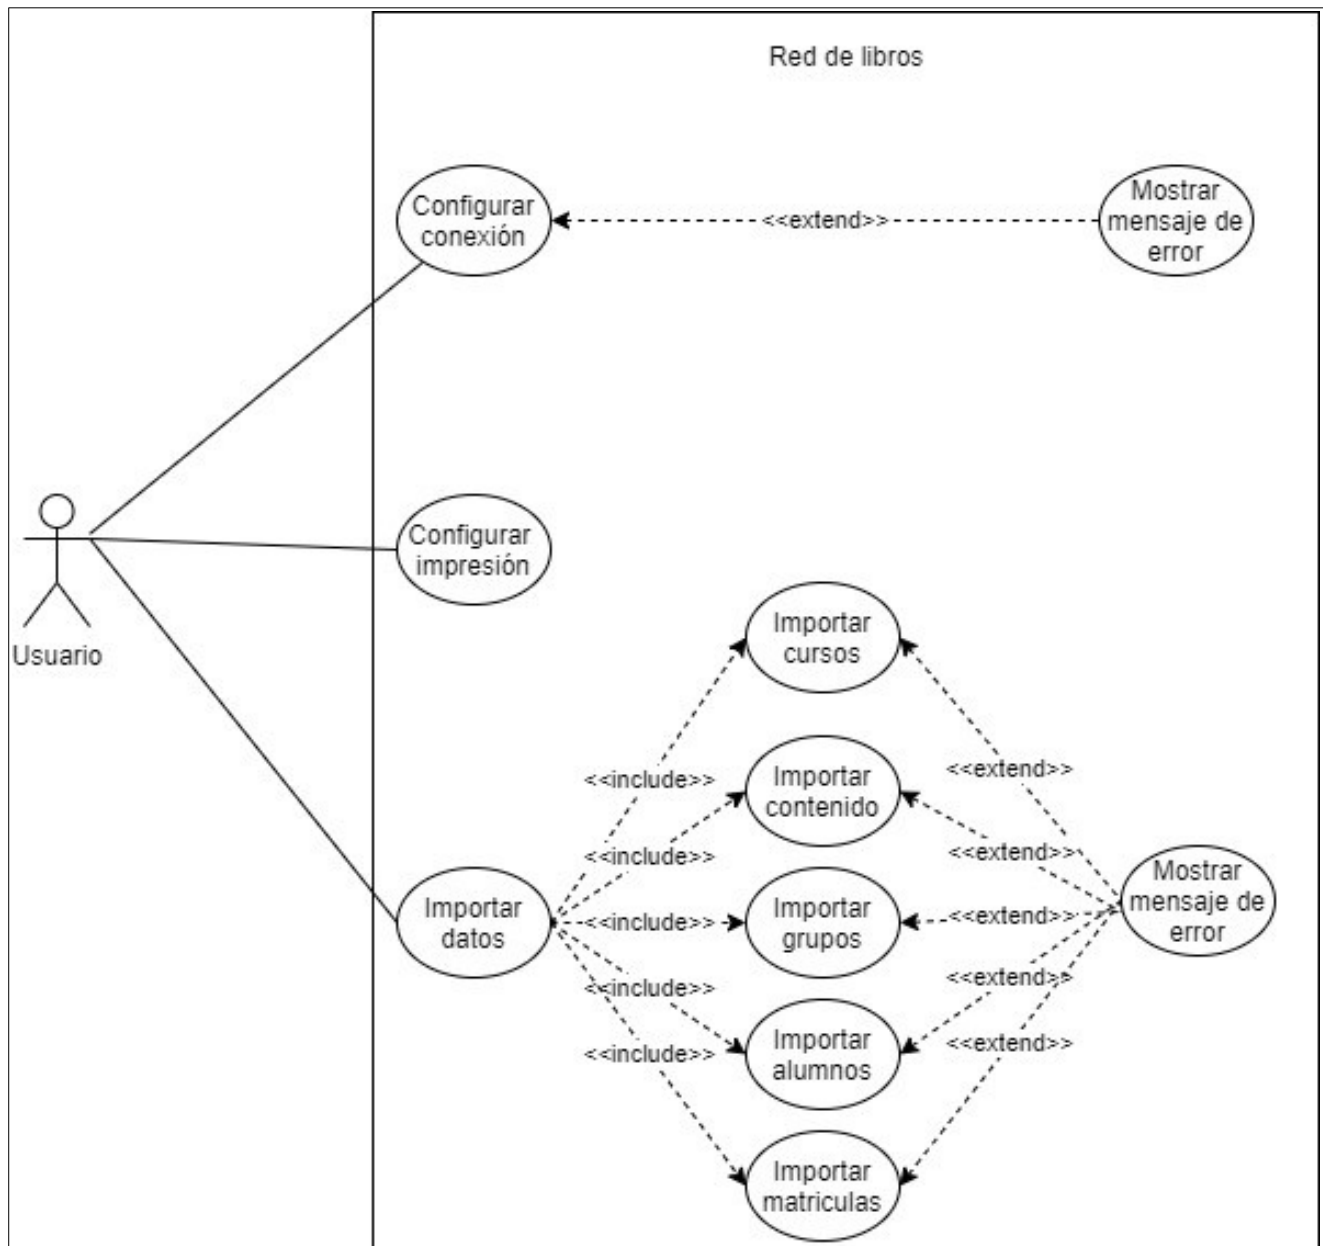 Red de libros
Configurar
conexión
<<extend>>
Mostrar
mensaje de
error
Configurar
impresión
Usuario
Importar
cursos
<<include>>
<<extend>>
Importar
contenido
<<include>>
<<extend>>
Importar
datos
<<include>>
Importar
grupos
<<extend>>
Mostrar
mensaje de
error
<<include>>
<<extend>>
Importar
alumnos
<<include>>
<<extend>>
Importar
matriculas